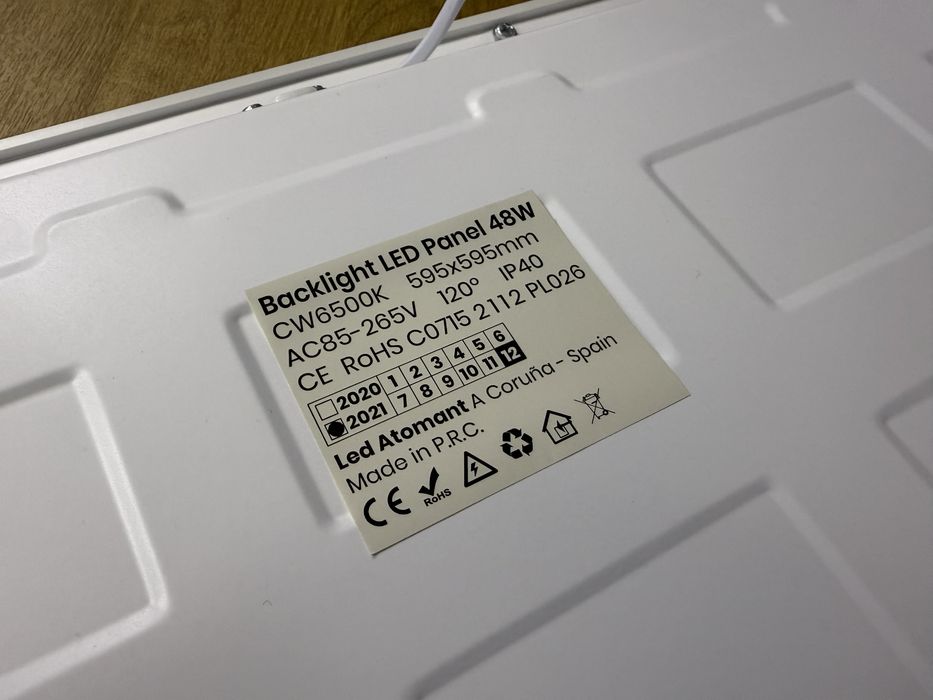 Backlight LED Panel 48W
CW6500K 595x595mm
AC85-265V 120° IP40
CE RoHS C0715 2112 PL026
2020 1 2 3 4 5 6
2021 7 8 9 10 11 12
Led Atomant A Coruña - Spain
Made in P.R.C.
CE RoHS